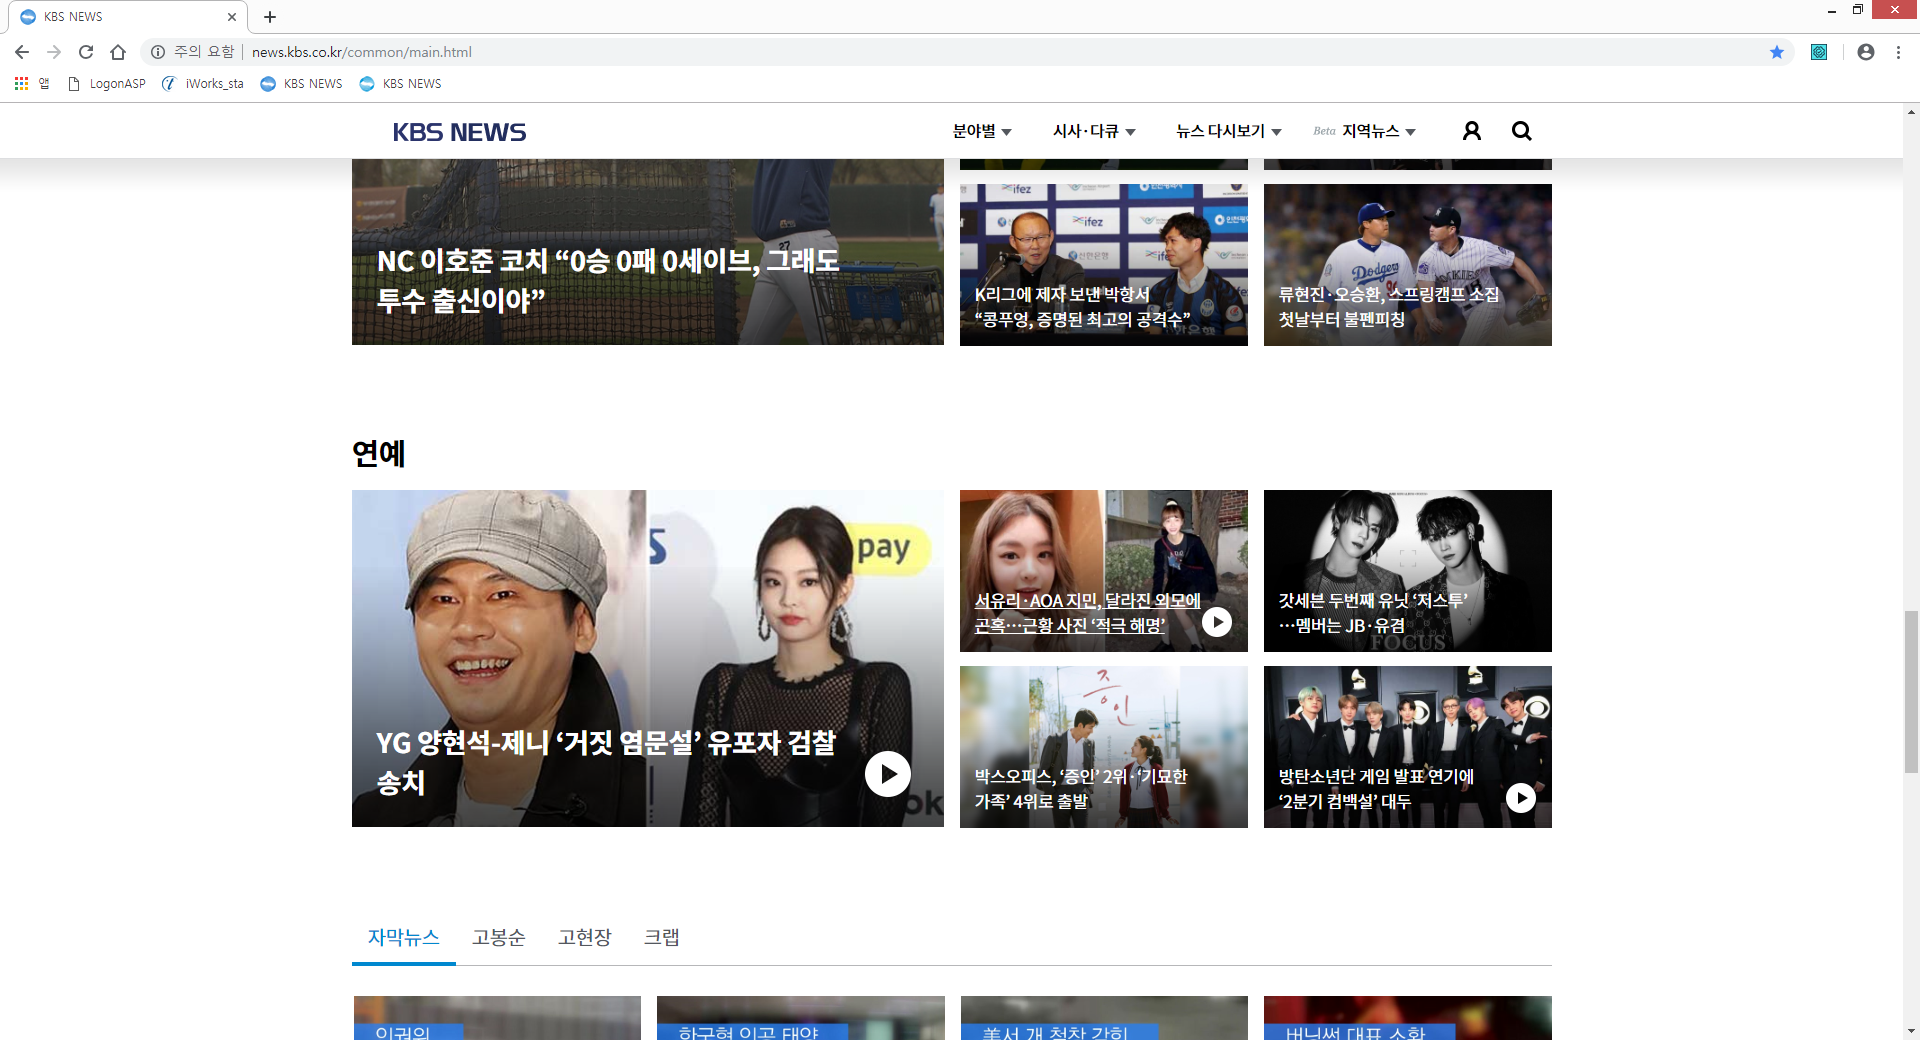 KBS NEWS
주의 요함
news.kbs.co.kr/common/main.html
앱
LogonASP
iWorks_sta
KBS NEWS
KBS NEWS
KBS NEWS
분야별
시사·다큐
뉴스 다시보기
Beta 지역뉴스
NC 이호준 코치 “0승 0패 0세이브, 그래도
투수 출신이야”
ifez
ifez
신한은행
Dodgers
K리그에 제자 보낸 박항서
“콩푸엉, 증명된 최고의 공격수”
류현진·오승환, 스프링캠프 소집
첫날부터 불펜피칭
연예
pay
YG 양현석-제니 ‘거짓 염문설’ 유포자 검찰
송치
서유리·AOA 지민, 달라진 외모에
곤혹…근황 사진 ‘적극 해명’
갓세븐 두번째 유닛 ‘저스투’
…멤버는 JB·유겸
FOCUS
증인
박스오피스, ‘증인’ 2위·‘기묘한
가족’ 4위로 출발
방탄소년단 게임 발표 연기에
‘2분기 컴백설’ 대두
자막뉴스
고봉순
고현장
크랩